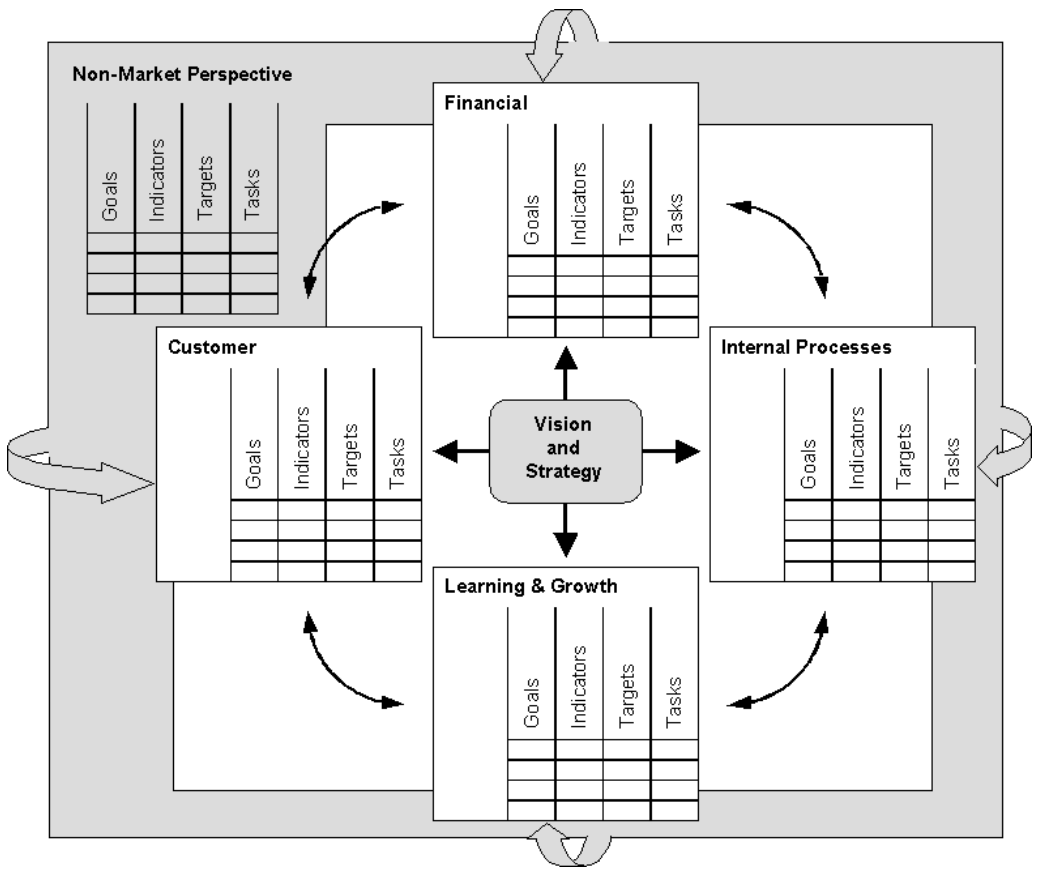 Non-Market Perspective
Goals
Indicators
Targets
Tasks
Financial
Goals
Indicators
Targets
Tasks
Customer
Goals
Indicators
Targets
Tasks
Vision
and
Strategy
Internal Processes
Goals
Indicators
Targets
Tasks
Learning & Growth
Goals
Indicators
Targets
Tasks